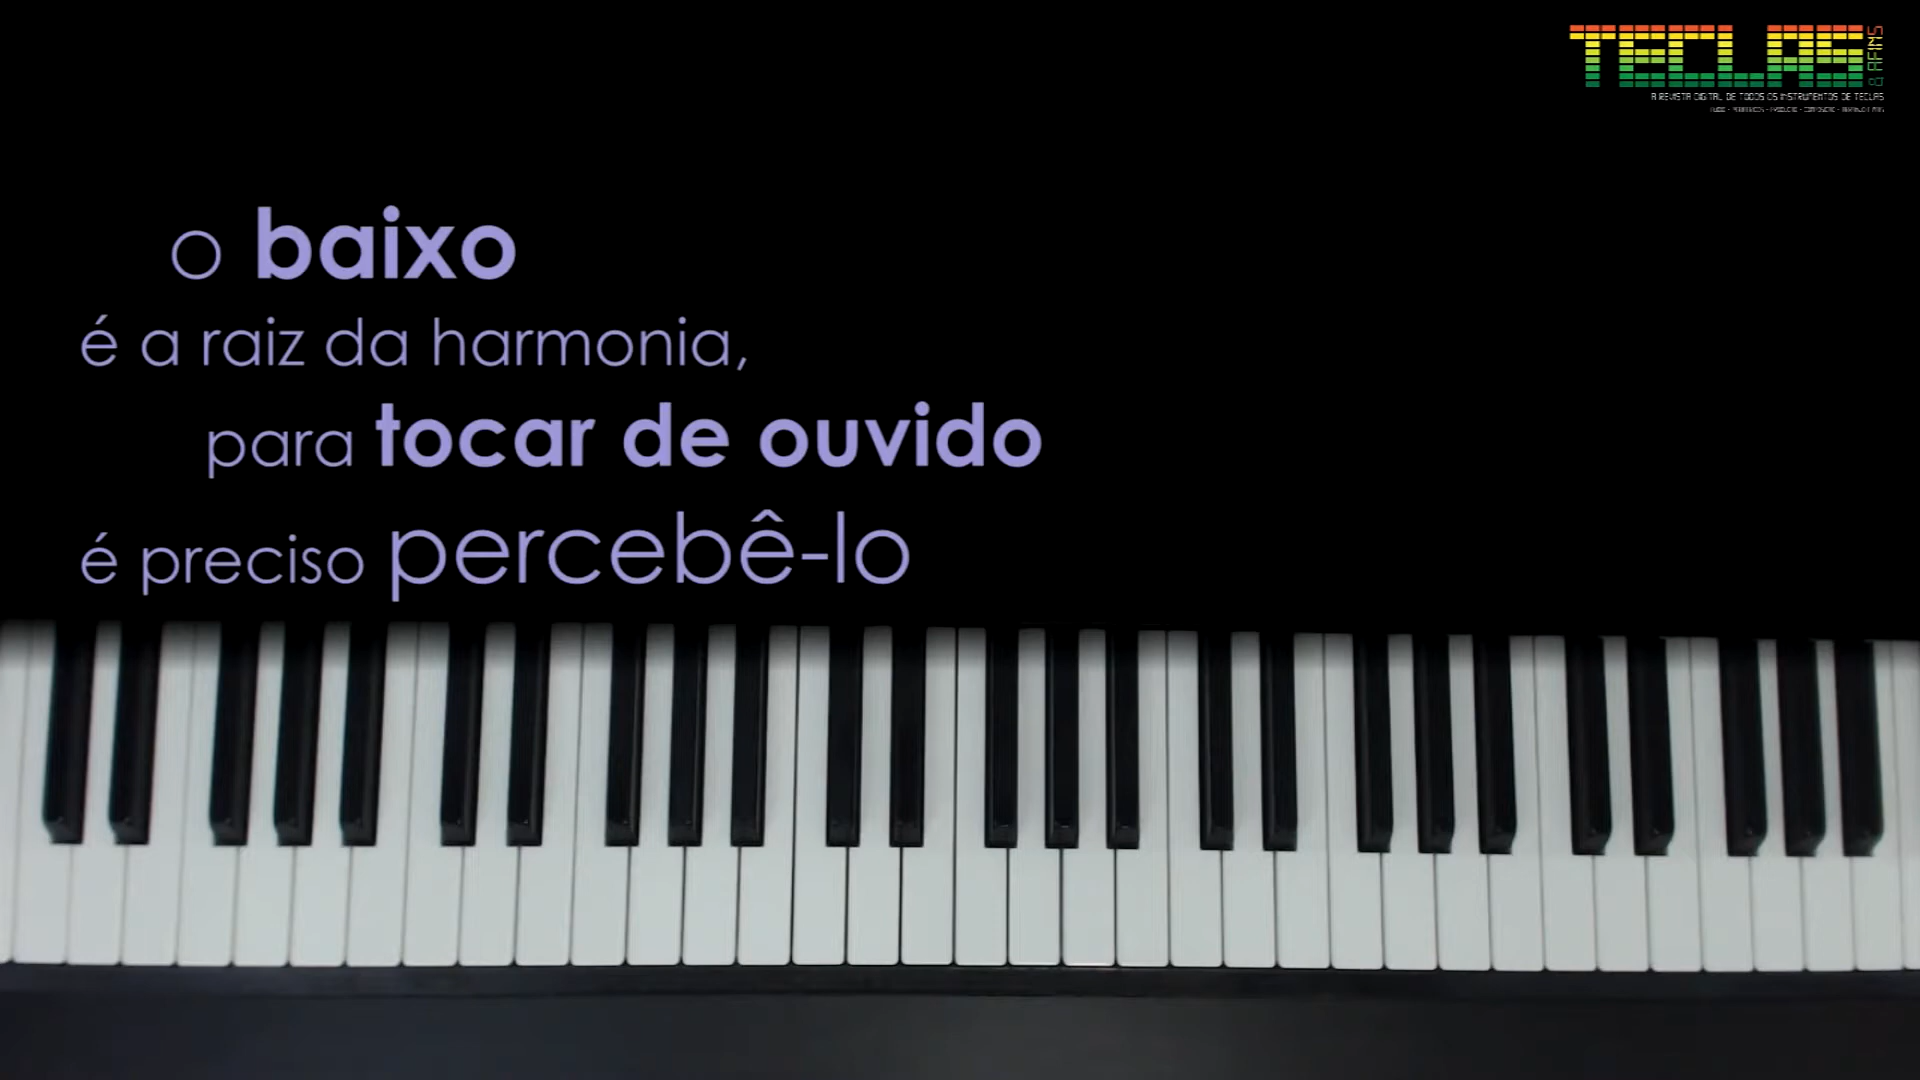 TECLAS & AFINS
A REVISTA DIGITAL DE TODOS OS INSTRUMENTOS DE TECLAS
o baixo
é a raiz da harmonia,
para tocar de ouvido
é preciso percebê-lo